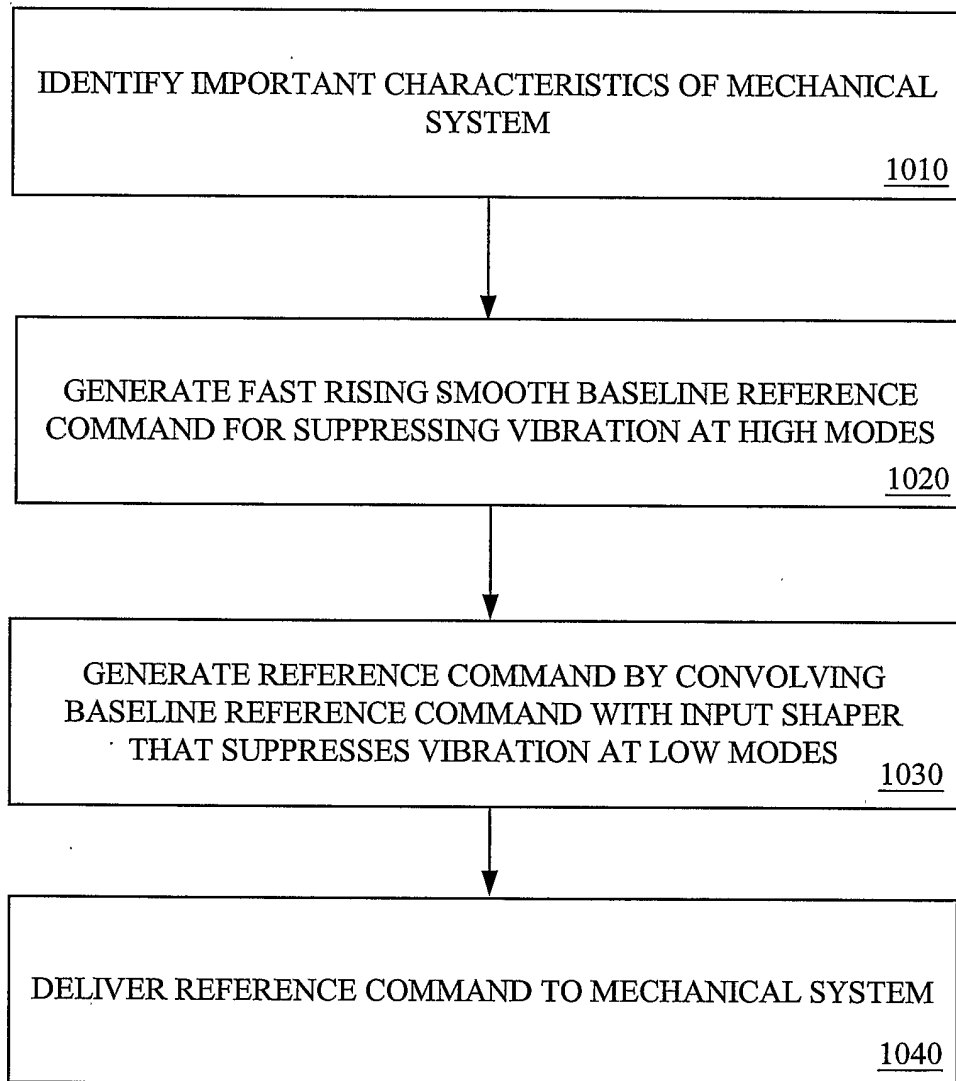 IDENTIFY IMPORTANT CHARACTERISTICS OF MECHANICAL
SYSTEM
1010
GENERATE FAST RISING SMOOTH BASELINE REFERENCE
COMMAND FOR SUPPRESSING VIBRATION AT HIGH MODES
1020
GENERATE REFERENCE COMMAND BY CONVOLVING
BASELINE REFERENCE COMMAND WITH INPUT SHAPER
THAT SUPPRESSES VIBRATION AT LOW MODES
1030
DELIVER REFERENCE COMMAND TO MECHANICAL SYSTEM
1040